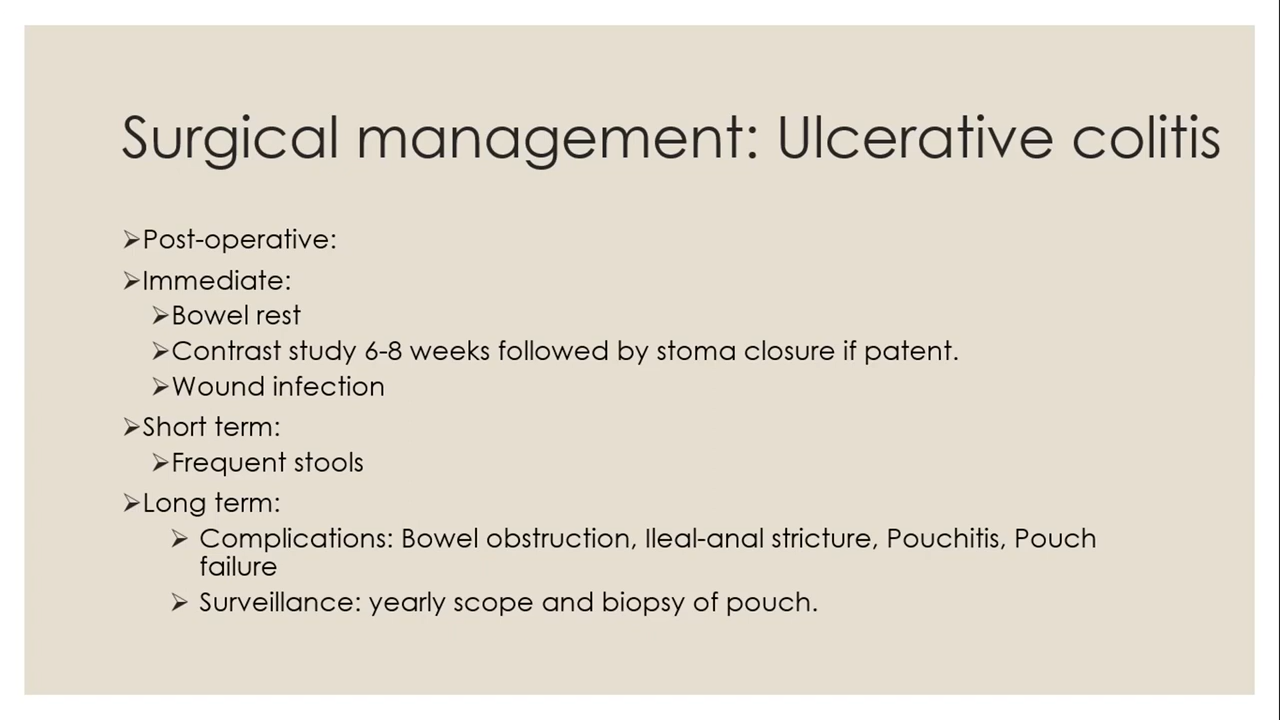 Surgical management: Ulcerative colitis
➢Post-operative:
➢Immediate:
➢Bowel rest
➢Contrast study 6-8 weeks followed by stoma closure if patent.
➢Wound infection
➢Short term:
➢Frequent stools
➢Long term:
➢ Complications: Bowel obstruction, Ileal-anal stricture, Pouchitis, Pouch
failure
➢ Surveillance: yearly scope and biopsy of pouch.